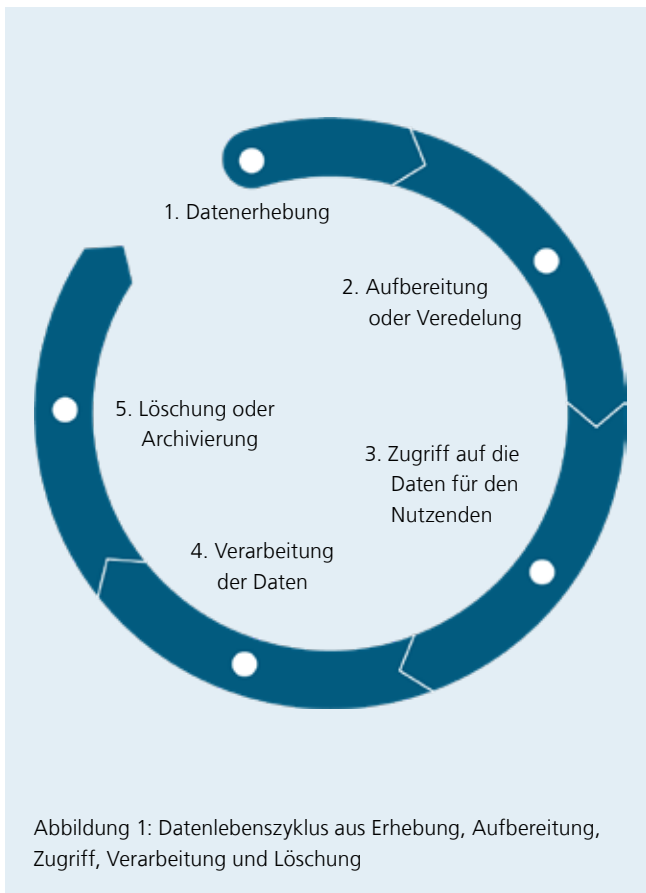 1. Datenerhebung
2. Aufbereitung
oder Veredelung
3. Zugriff auf die
Daten für den
Nutzenden
4. Verarbeitung
der Daten
5. Löschung oder
Archivierung
Abbildung 1: Datenlebenszyklus aus Erhebung, Aufbereitung,
Zugriff, Verarbeitung und Löschung